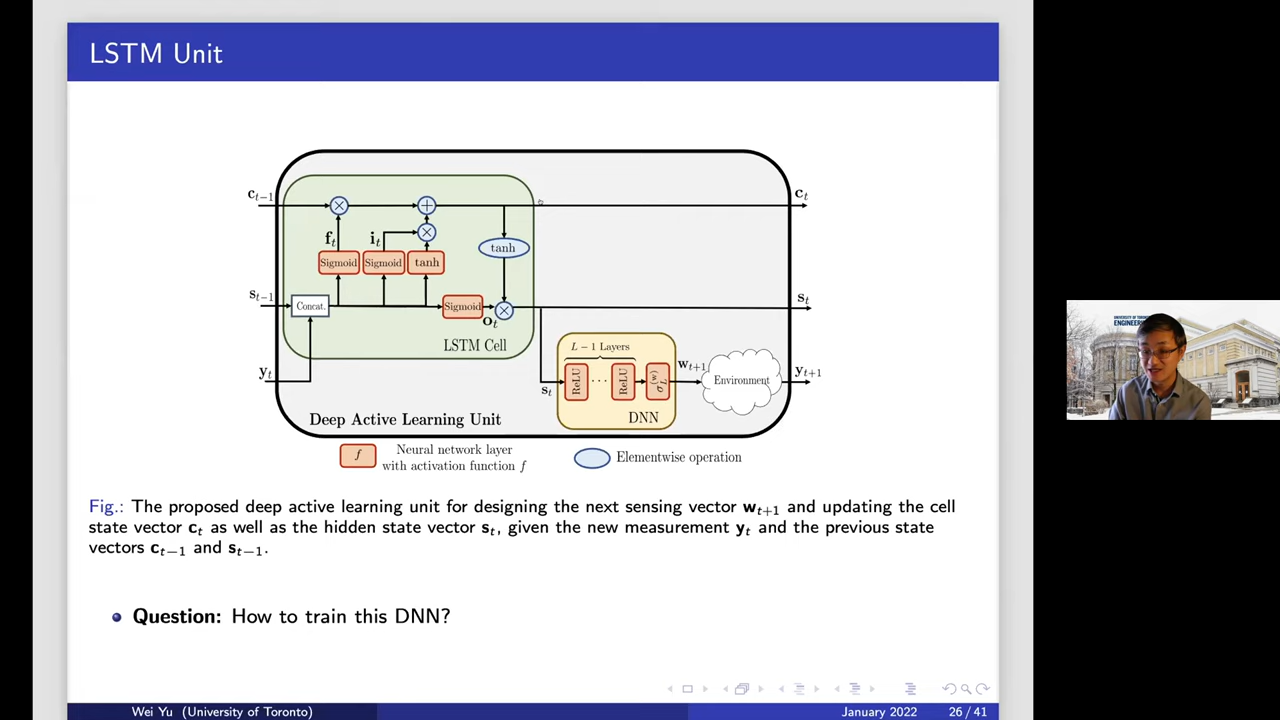 LSTM Unit
c_{t−1}
c_t
f_t
i_t
tanh
Sigmoid
Sigmoid
tanh
s_{t−1}
Concat.
Sigmoid
o_t
s_t
LSTM Cell
L − 1 Layers
y_t
s_t
ReLU
···
ReLU
σ_L^{(w)}
w_{t+1}
Environment
y_{t+1}
DNN
Deep Active Learning Unit
f
Neural network layer
with activation function f
Elementwise operation
Fig.: The proposed deep active learning unit for designing the next sensing vector w_{t+1} and updating the cell
state vector c_t as well as the hidden state vector s_t, given the new measurement y_t and the previous state
vectors c_{t−1} and s_{t−1}.
Question: How to train this DNN?
UNIVERSITY OF TORONTO
ENGINEERING
Wei Yu (University of Toronto)
January 2022
26 / 41